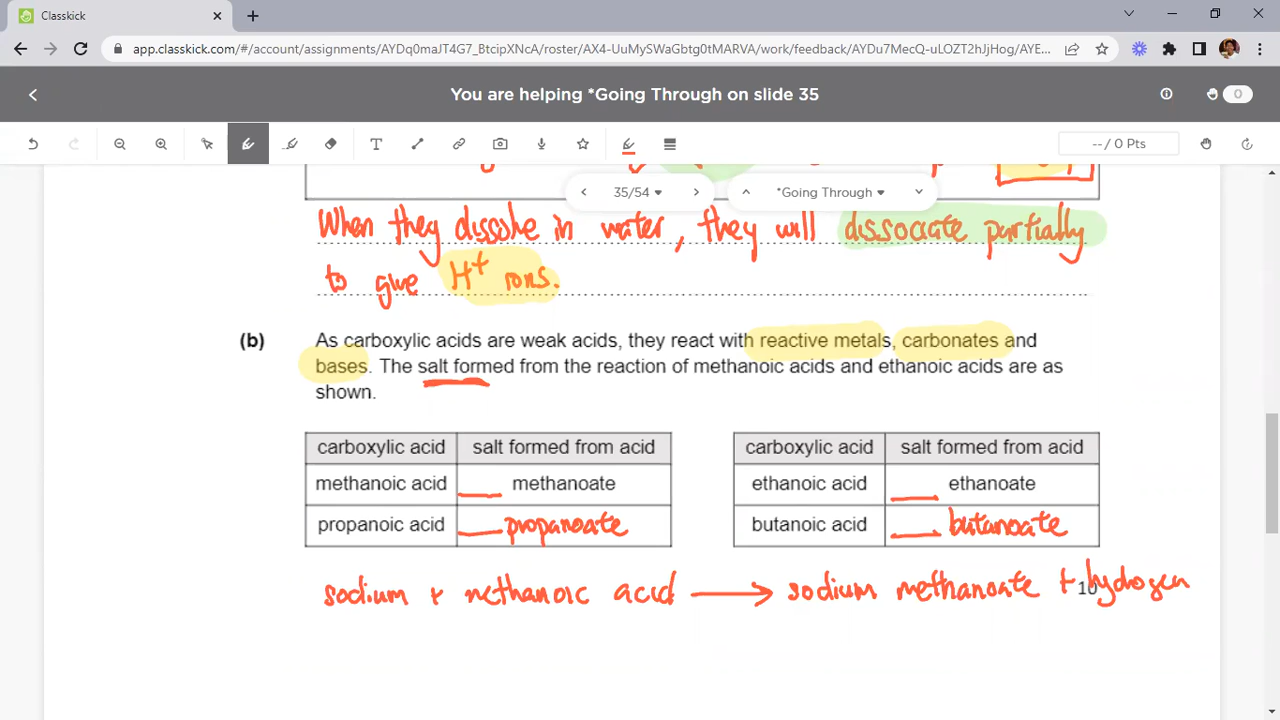 Classkick
app.classkick.com/#/account/assignments/AYDq0maJT4G7_BtcipXNrA/roster/AX4-UuMySWaGbtg0tMARVA/work/feedback/AYDu7MecQ-uLOZT2hJjHog/AYE...
You are helping *Going Through on slide 35
0
T
--/ 0 Pts
35/54
*Going Through
When they dissolve in water, they will dissociate partially
to give H+ ions.
(b) As carboxylic acids are weak acids, they react with reactive metals, carbonates and
bases. The salt formed from the reaction of methanoic acids and ethanoic acids are as
shown.
carboxylic acid salt formed from acid carboxylic acid salt formed from acid
methanoic acid ___ methanoate ethanoic acid ___ ethanoate
propanoic acid ___ propanoate butanoic acid ___ butanoate
sodium + methanoic acid → sodium methanoate + hydrogen